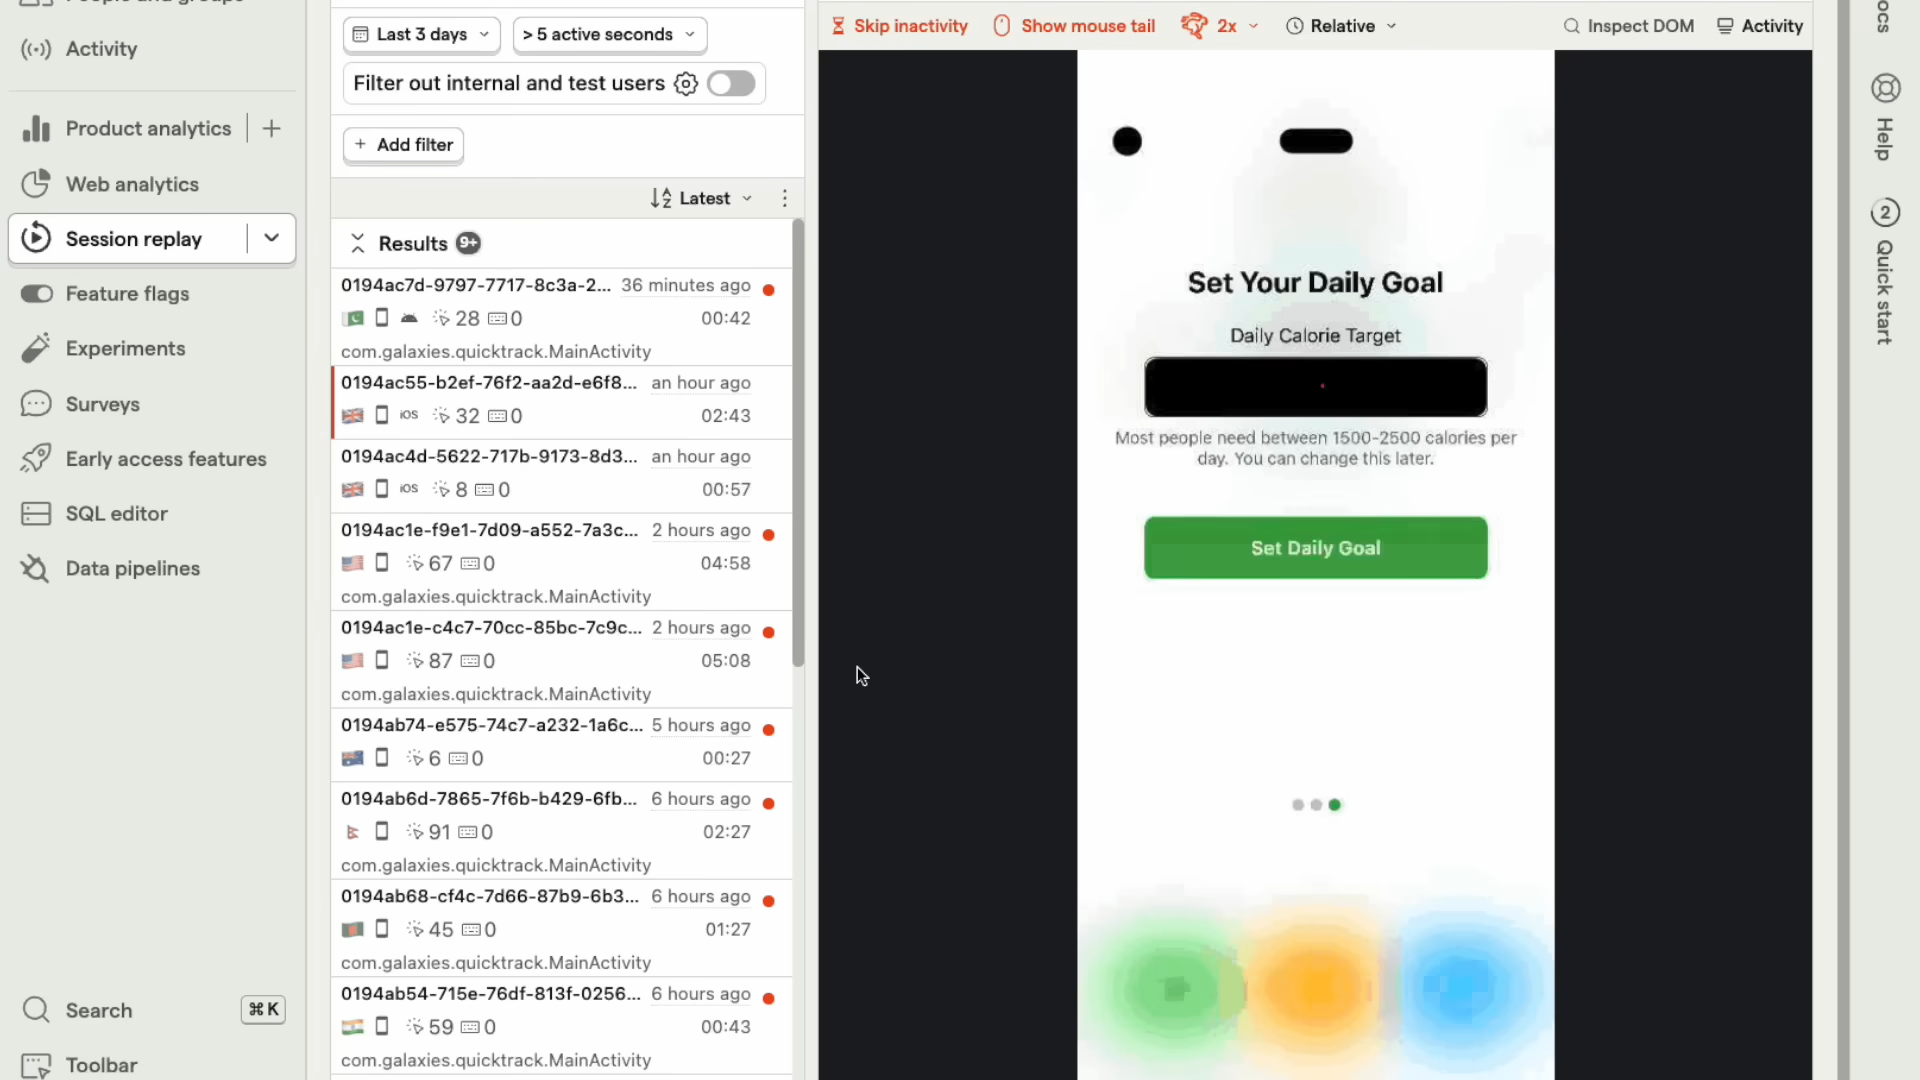 Activity
Product analytics
Web analytics
Session replay
Feature flags
Experiments
Surveys
Early access features
SQL editor
Data pipelines
Search
⌘ K
Toolbar
Last 3 days
> 5 active seconds
Filter out internal and test users
+ Add filter
Latest
Results 9+
0194ac7d-9797-7717-8c3a-2... 36 minutes ago
28 0 00:42
com.galaxies.quicktrack.MainActivity
0194ac55-b2ef-76f2-aa2d-e6f8... an hour ago
iOS 32 0 02:43
0194ac4d-5622-717b-9173-8d3... an hour ago
iOS 8 0 00:57
0194ac1e-f9e1-7d09-a552-7a3c... 2 hours ago
67 0 04:58
com.galaxies.quicktrack.MainActivity
0194ac1e-c4c7-70cc-85bc-7c9c... 2 hours ago
87 0 05:08
com.galaxies.quicktrack.MainActivity
0194ab74-e575-74c7-a232-1a6c... 5 hours ago
6 0 00:27
0194ab6d-7865-7f6b-b429-6fb... 6 hours ago
91 0 02:27
com.galaxies.quicktrack.MainActivity
0194ab68-cf4c-7d66-87b9-6b3... 6 hours ago
45 0 01:27
com.galaxies.quicktrack.MainActivity
0194ab54-715e-76df-813f-0256... 6 hours ago
59 0 00:43
com.galaxies.quicktrack.MainActivity
Skip inactivity
Show mouse tail
2x
Relative
Inspect DOM
Activity
Set Your Daily Goal
Daily Calorie Target
Most people need between 1500-2500 calories per
day. You can change this later.
Set Daily Goal
Help
2
Quick start